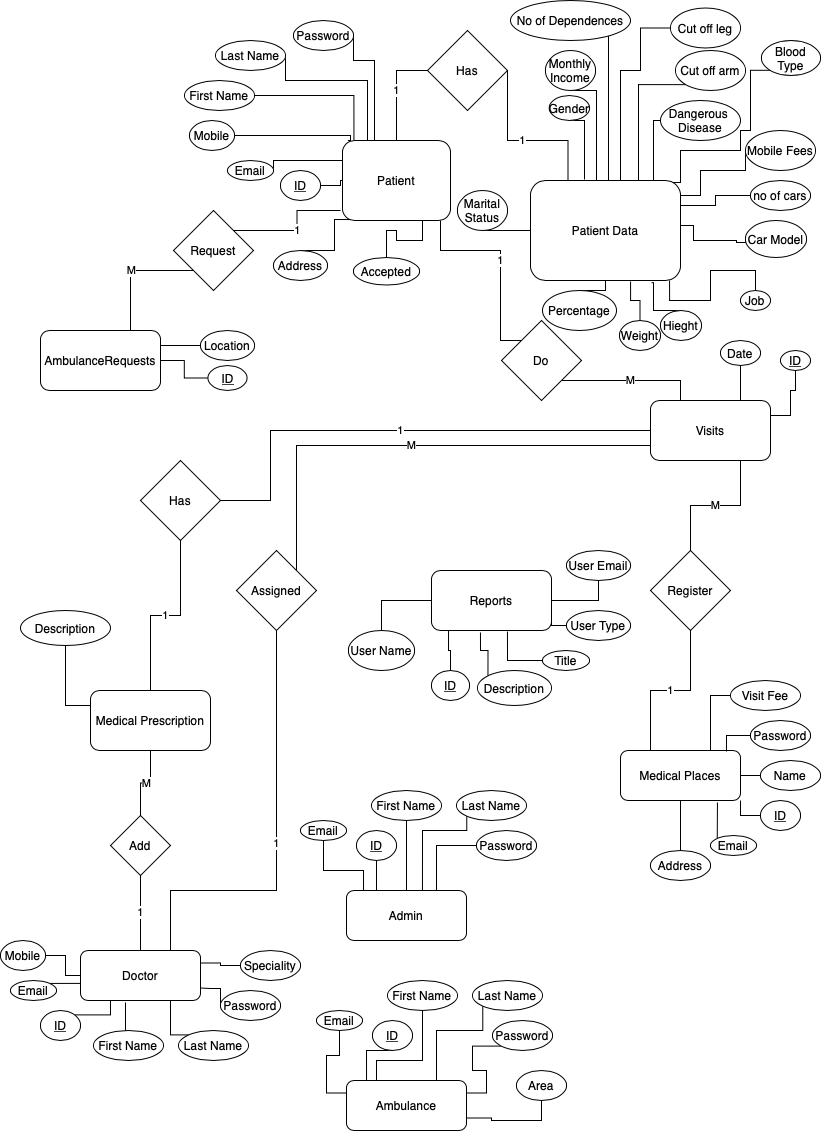 No of Dependences
Cut off leg
Password
Last Name
Blood
Type
Has
Monthly
Income
Cut off arm
First Name
1
Gender
Dangerous
Disease
Mobile
1
Mobile Fees
Email
ID
Patient
no of cars
Marital
Status
1
Request
Patient Data
Car Model
Address
Accepted
1
M
Job
Percentage
Hieght
Weight
Location
AmbulanceRequests
Do
Date
ID
ID
M
1
Visits
M
Has
M
User Email
Assigned
Register
Reports
1
User Type
Description
User Name
Title
ID
Description
1
Visit Fee
Medical Prescription
Password
Medical Places
Name
M
First Name
Last Name
ID
Email
ID
Add
1
Password
Email
Address
1
Admin
Mobile
Speciality
Doctor
Email
First Name
Last Name
Password
ID
Email
ID
Password
First Name
Last Name
Area
Ambulance